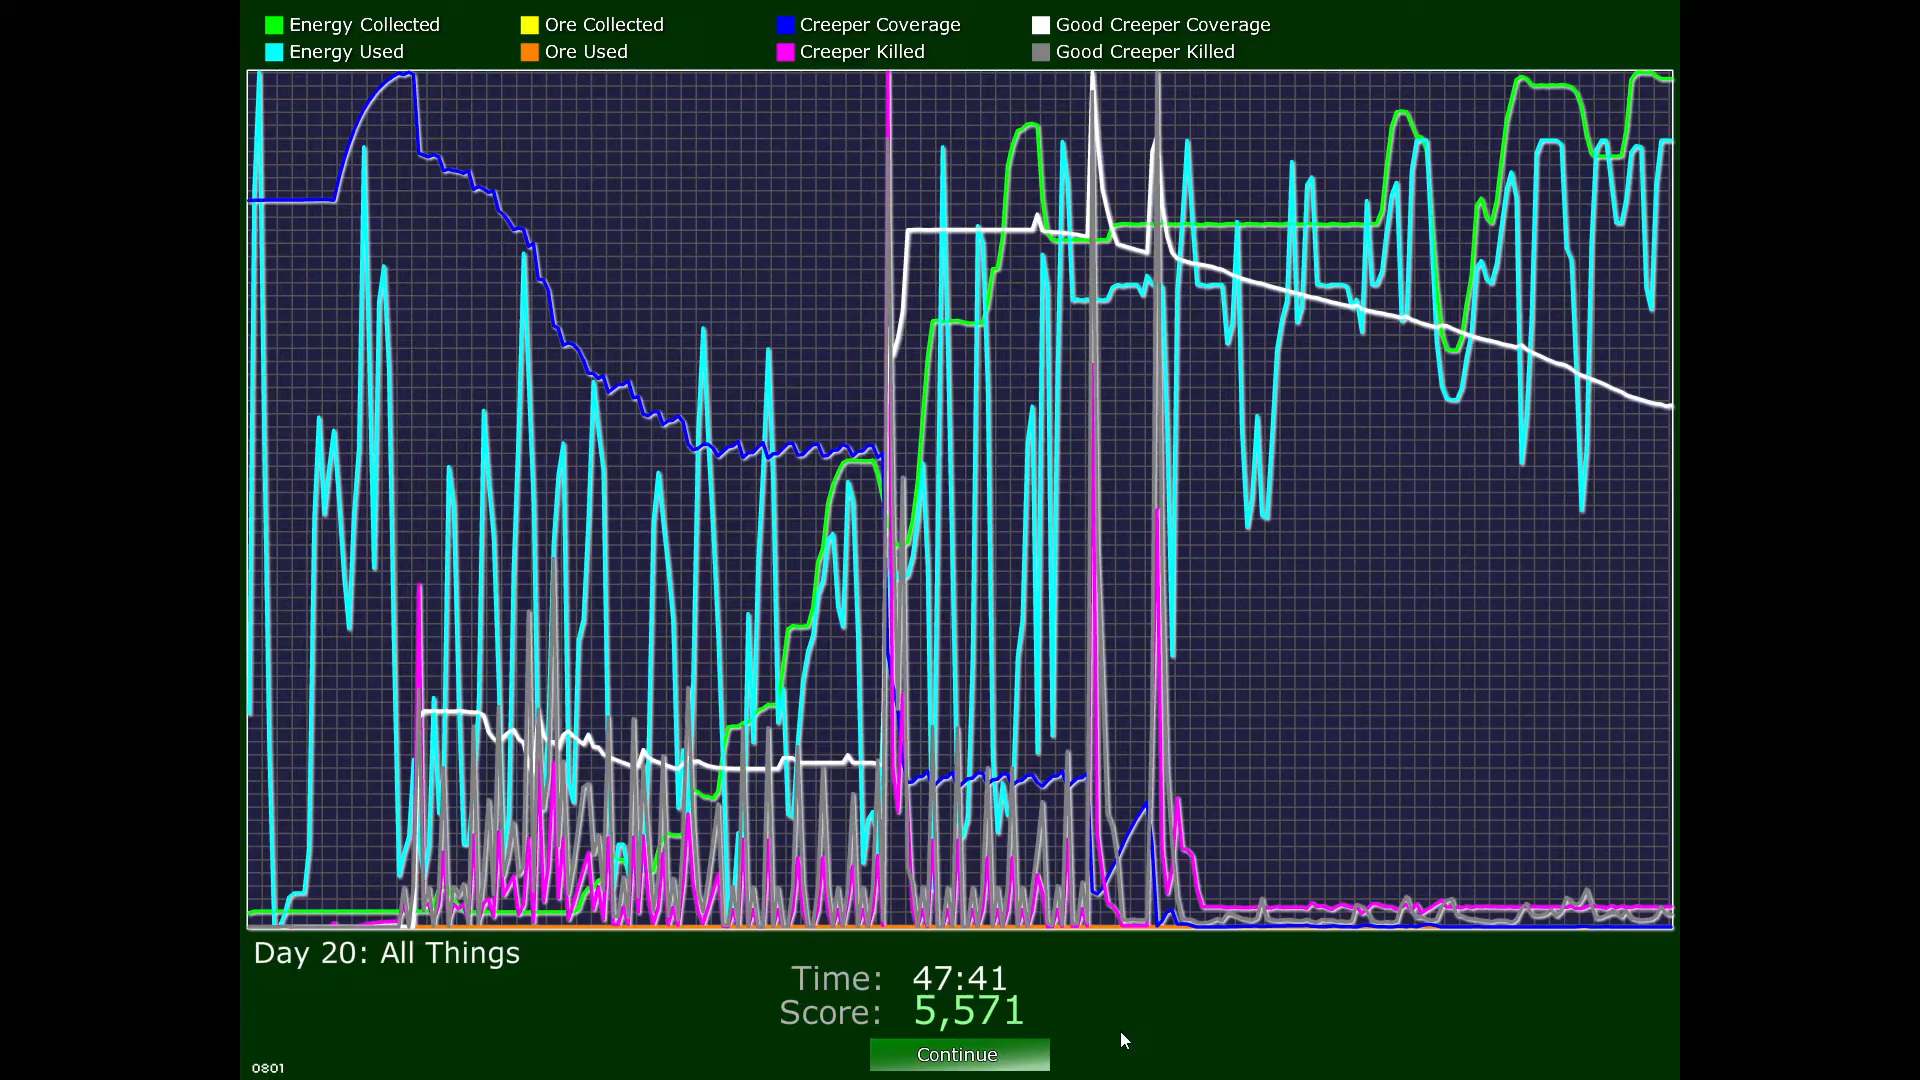 Energy Collected Ore Collected Creeper Coverage Good Creeper Coverage
Energy Used Ore Used Creeper Killed Good Creeper Killed
Day 20: All Things
Time: 47:41
Score: 5,571
Continue
0801